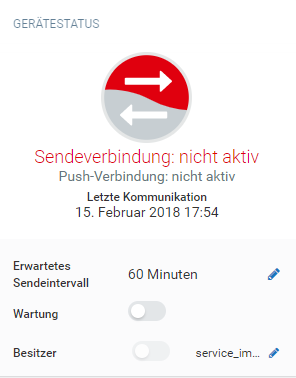 GERÄTESTATUS
Sendeverbindung: nicht aktiv
Push-Verbindung: nicht aktiv
Letzte Kommunikation
15. Februar 2018 17:54
Erwartetes
Sendeintervall
60 Minuten
Wartung
Besitzer
service_im...